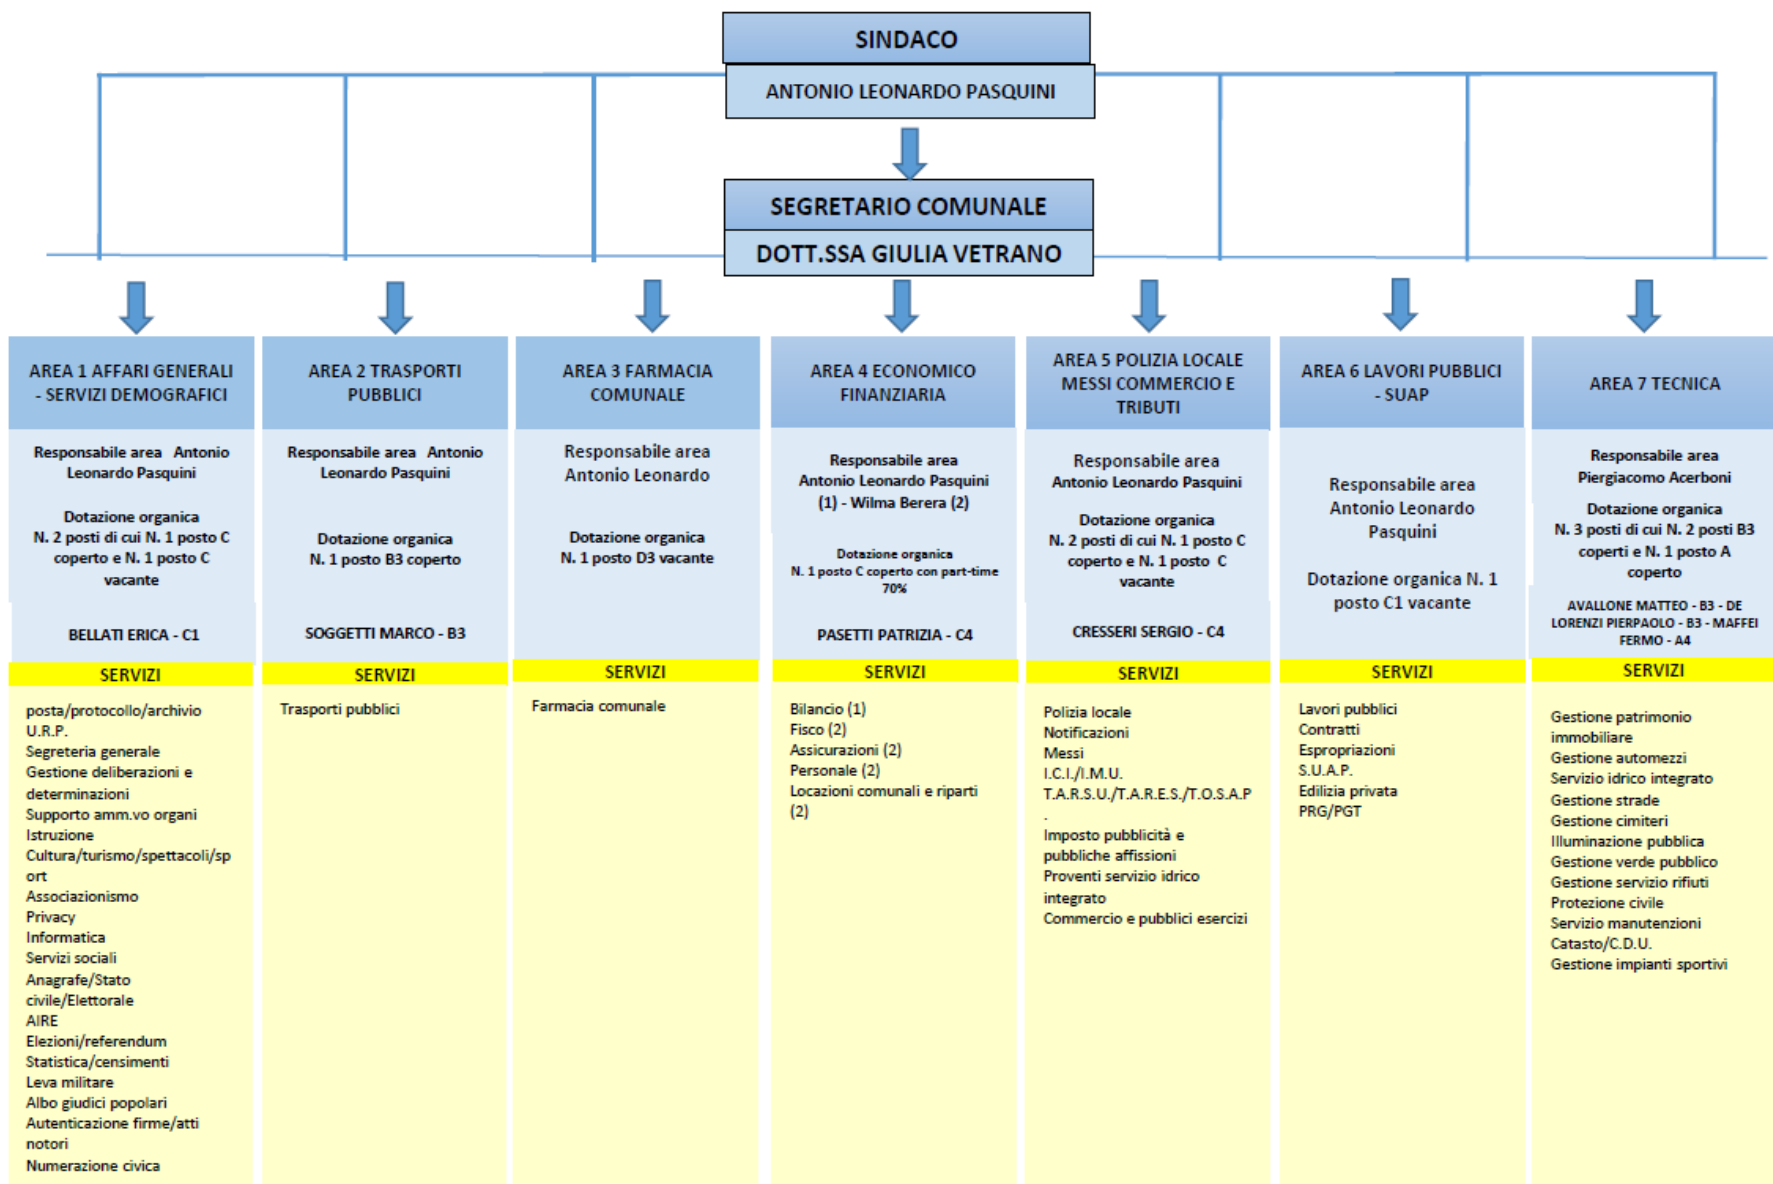 SINDACO
ANTONIO LEONARDO PASQUINI
SEGRETARIO COMUNALE
DOTT.SSA GIULIA VETRANO
AREA 1 AFFARI GENERALI
- SERVIZI DEMOGRAFICI
Responsabile area Antonio
Leonardo Pasquini
Dotazione organica
N. 2 posti di cui N. 1 posto C
coperto e N. 1 posto C
vacante
BELLATI ERICA - C1
SERVIZI
posta/protocollo/archivio
U.R.P.
Segreteria generale
Gestione deliberazioni e
determinazioni
Supporto amm.vo organi
Istruzione
Cultura/turismo/spettacoli/sp
ort
Associazionismo
Privacy
Informatica
Servizi sociali
Anagrafe/Stato
civile/Elettorale
AIRE
Elezioni/referendum
Statistica/censimenti
Leva militare
Albo giudici popolari
Autenticazione firme/atti
notori
Numerazione civica
AREA 2 TRASPORTI
PUBBLICI
Responsabile area Antonio
Leonardo Pasquini
Dotazione organica
N. 1 posto B3 coperto
SOGGETTI MARCO - B3
SERVIZI
Trasporti pubblici
AREA 3 FARMACIA
COMUNALE
Responsabile area
Antonio Leonardo
Dotazione organica
N. 1 posto D3 vacante
SERVIZI
Farmacia comunale
AREA 4 ECONOMICO
FINANZIARIA
Responsabile area
Antonio Leonardo Pasquini
(1) - Wilma Berera (2)
Dotazione organica
N. 1 posto C coperto con part-time
70%
PASETTI PATRIZIA - C4
SERVIZI
Bilancio (1)
Fisco (2)
Assicurazioni (2)
Personale (2)
Locazioni comunali e riparti
(2)
AREA 5 POLIZIA LOCALE
MESSI COMMERCIO E
TRIBUTI
Responsabile area
Antonio Leonardo Pasquini
Dotazione organica
N. 2 posti di cui N. 1 posto C
coperto e N. 1 posto C
vacante
CRESSERI SERGIO - C4
SERVIZI
Polizia locale
Notificazioni
Messi
I.C.I./I.M.U.
T.A.R.S.U./T.A.R.E.S./T.O.S.A.P
.
Imposto pubblicità e
pubbliche affissioni
Proventi servizio idrico
integrato
Commercio e pubblici esercizi
AREA 6 LAVORI PUBBLICI
- SUAP
Responsabile area
Antonio Leonardo
Pasquini
Dotazione organica N. 1
posto C1 vacante
SERVIZI
Lavori pubblici
Contratti
Espropriazioni
S.U.A.P.
Edilizia privata
PRG/PGT
AREA 7 TECNICA
Responsabile area
Piergiacomo Acerboni
Dotazione organica
N. 3 posti di cui N. 2 posti B3
coperti e N. 1 posto A
coperto
AVALLONE MATTEO - B3 - DE
LORENZI PIERPAOLO - B3 - MAFFEI
FERMO - A4
SERVIZI
Gestione patrimonio
immobiliare
Gestione automezzi
Servizio idrico integrato
Gestione strade
Gestione cimiteri
Illuminazione pubblica
Gestione verde pubblico
Gestione servizio rifiuti
Protezione civile
Servizio manutenzioni
Catasto/C.D.U.
Gestione impianti sportivi